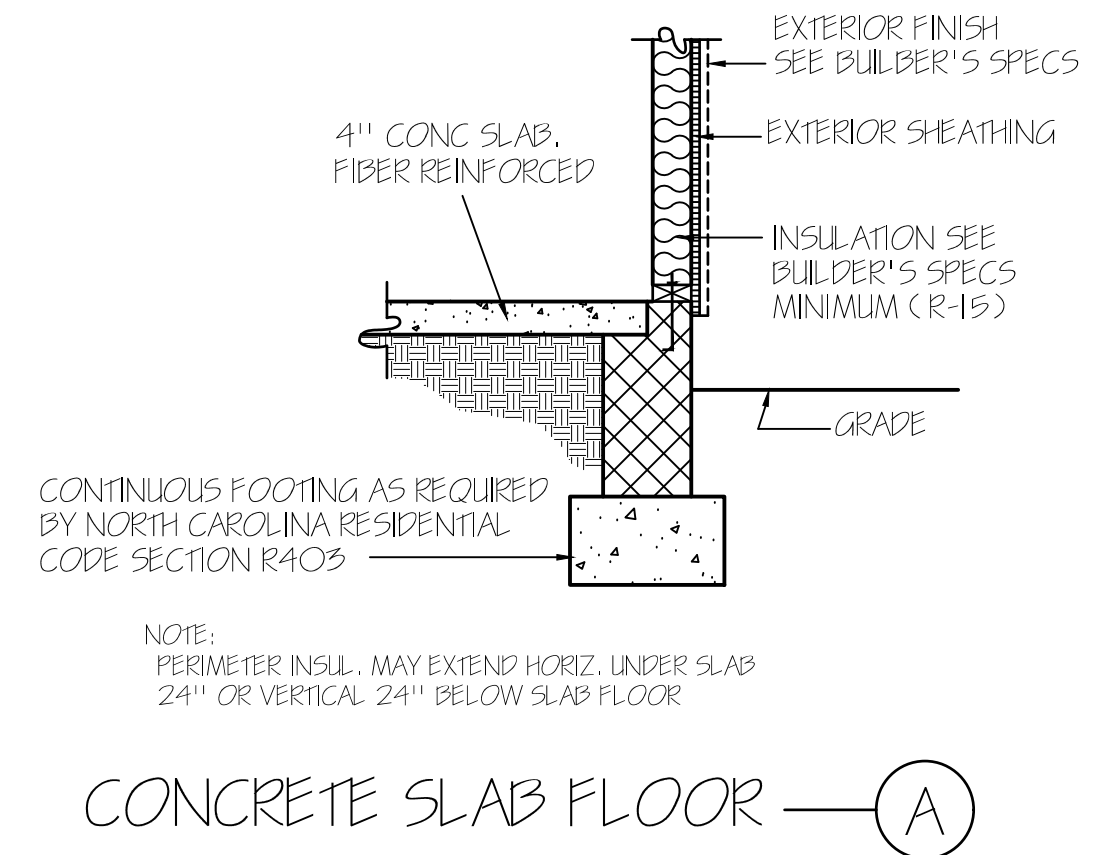 EXTERIOR FINISH
SEE BUILBER'S SPECS
4" CONC SLAB.
FIBER REINFORCED
EXTERIOR SHEATHING
INSULATION SEE
BUILDER'S SPECS
MINIMUM (R-15)
GRADE
CONTINUOUS FOOTING AS REQUIRED
BY NORTH CAROLINA RESIDENTIAL
CODE SECTION R403
NOTE:
PERIMETER INSUL. MAY EXTEND HORIZ. UNDER SLAB
24" OR VERTICAL 24" BELOW SLAB FLOOR
CONCRETE SLAB FLOOR A